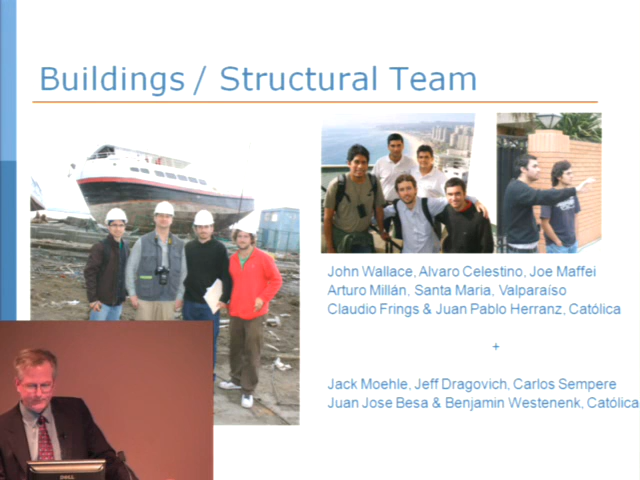 Buildings / Structural Team
John Wallace, Alvaro Celestino, Joe Maffei
Arturo Millán, Santa Maria, Valparaíso
Claudio Frings & Juan Pablo Herranz, Católica
+
Jack Moehle, Jeff Dragovich, Carlos Sempere
Juan Jose Besa & Benjamin Westenenk, Católica
DELL